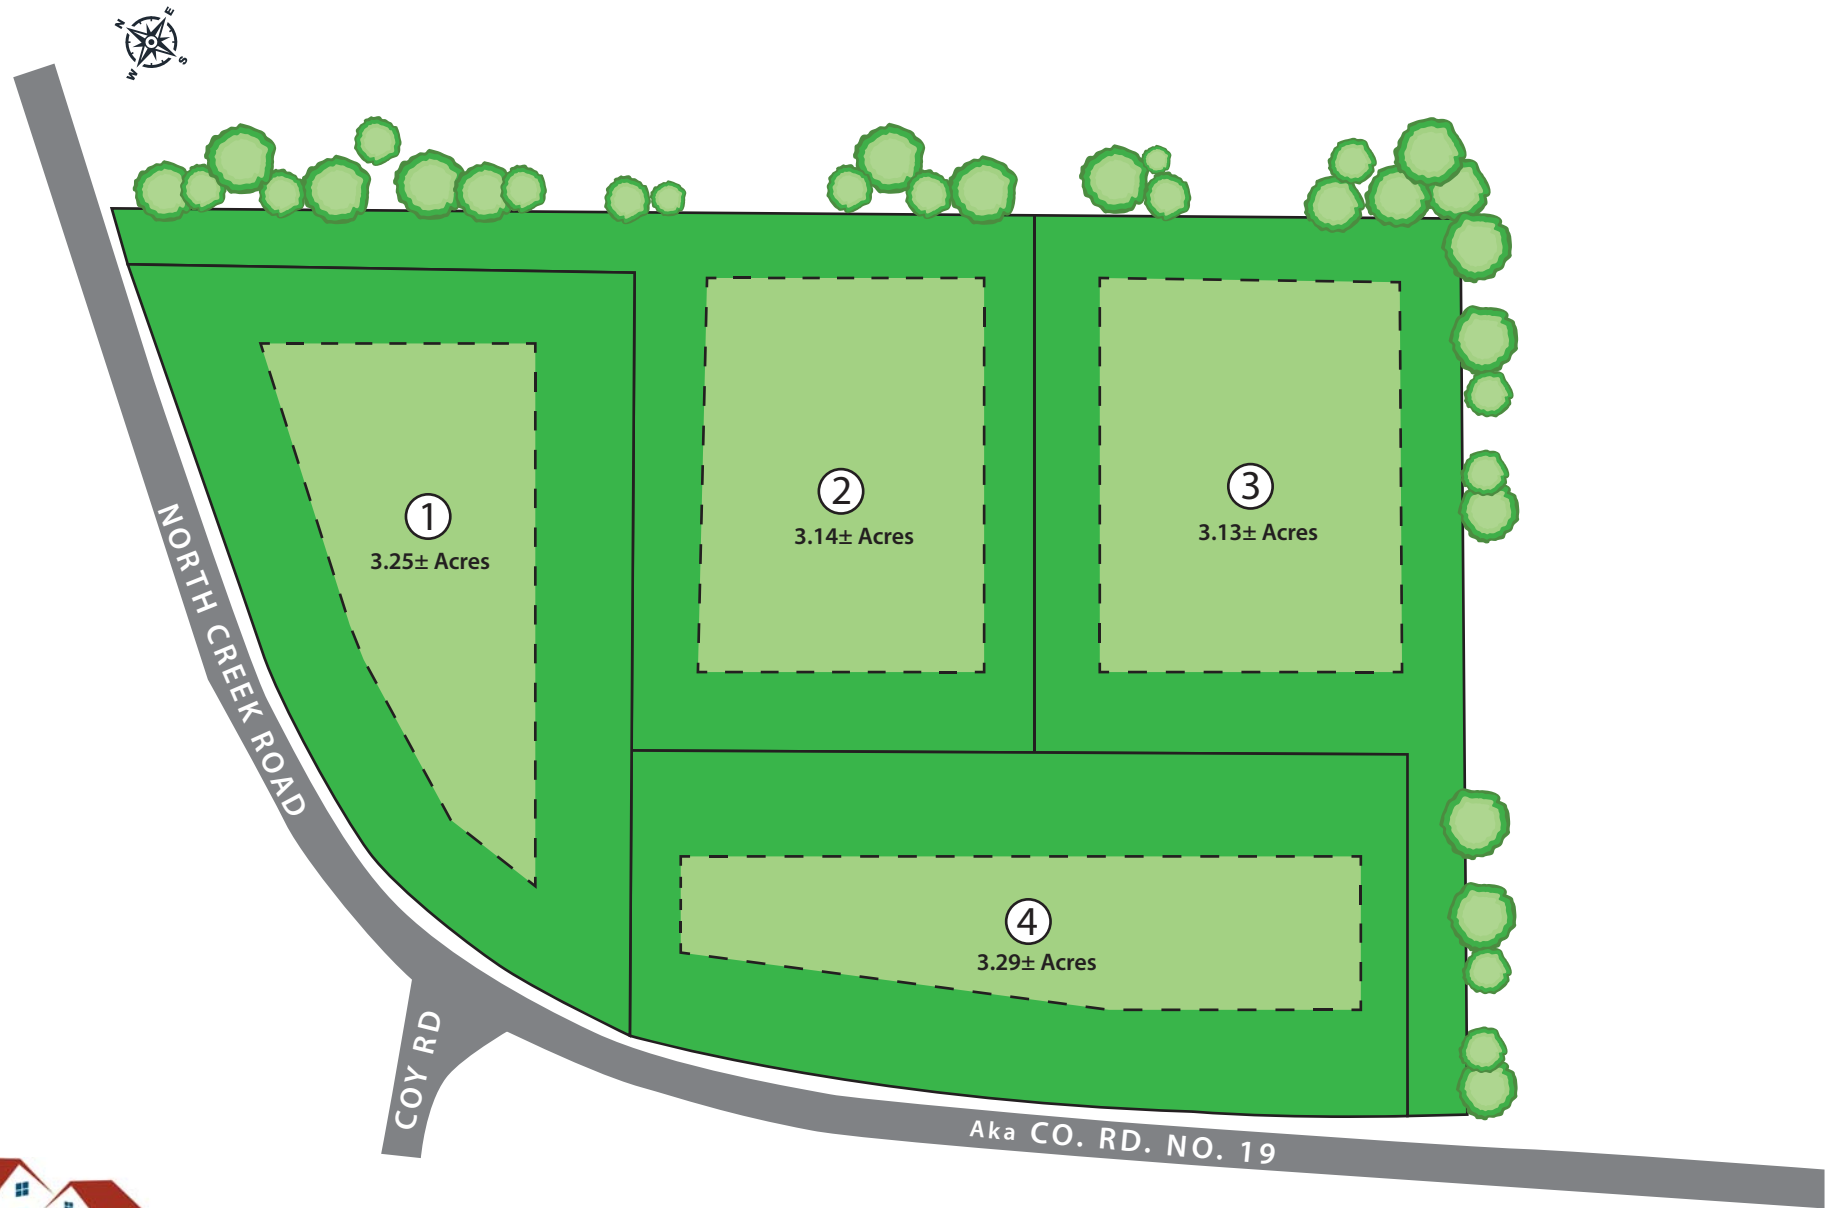 N
E
W
S
1
3.25± Acres
2
3.14± Acres
3
3.13± Acres
4
3.29± Acres
NORTH CREEK ROAD
COY RD
Aka CO. RD. NO. 19